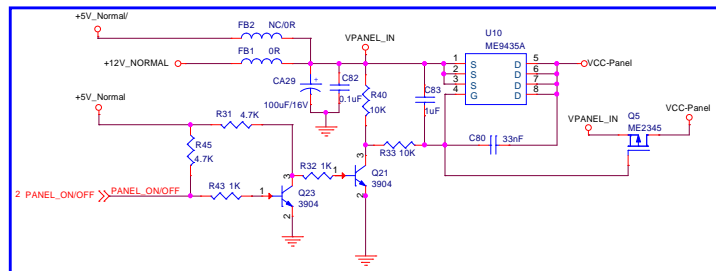 +5V_Normal/
FB2 NC/0R
VPANEL_IN
U10
ME9435A
FB1 0R
+12V_NORMAL
1 S D 5
2 S D 6
3 S D 7
4 G D 8
VCC-Panel
CA29
+
C82
0.1uF
100uF/16V
R40
10K
C83
1uF
+5V_Normal
R31 4.7K
R45
4.7K
VPANEL_IN
VCC-Panel
Q5
ME2345
C80 33nF
R33 10K
3
R32 1K
1
3
Q21
3904
2
2 PANEL_ON/OFF
PANEL_ON/OFF
R43 1K
1
Q23
3904
2